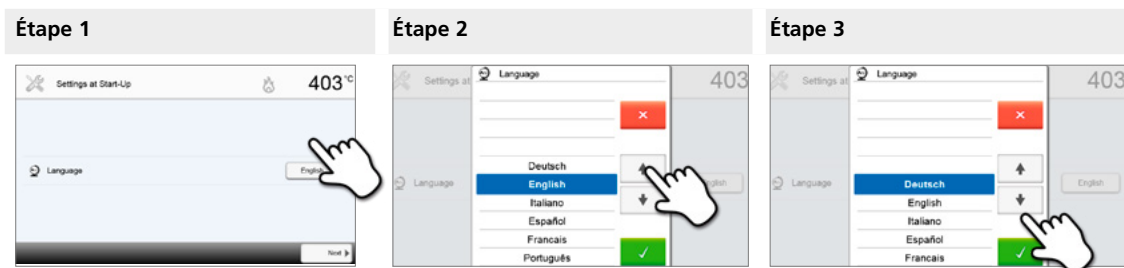 Étape 1
Settings at Start-Up
403 °C
Language
English
Next
Étape 2
Settings at
Language
403
Deutsch
English
Italiano
Español
Francais
Português
Language
English
Étape 3
Settings at
Language
403
Deutsch
English
Italiano
Español
Francais
Language
English